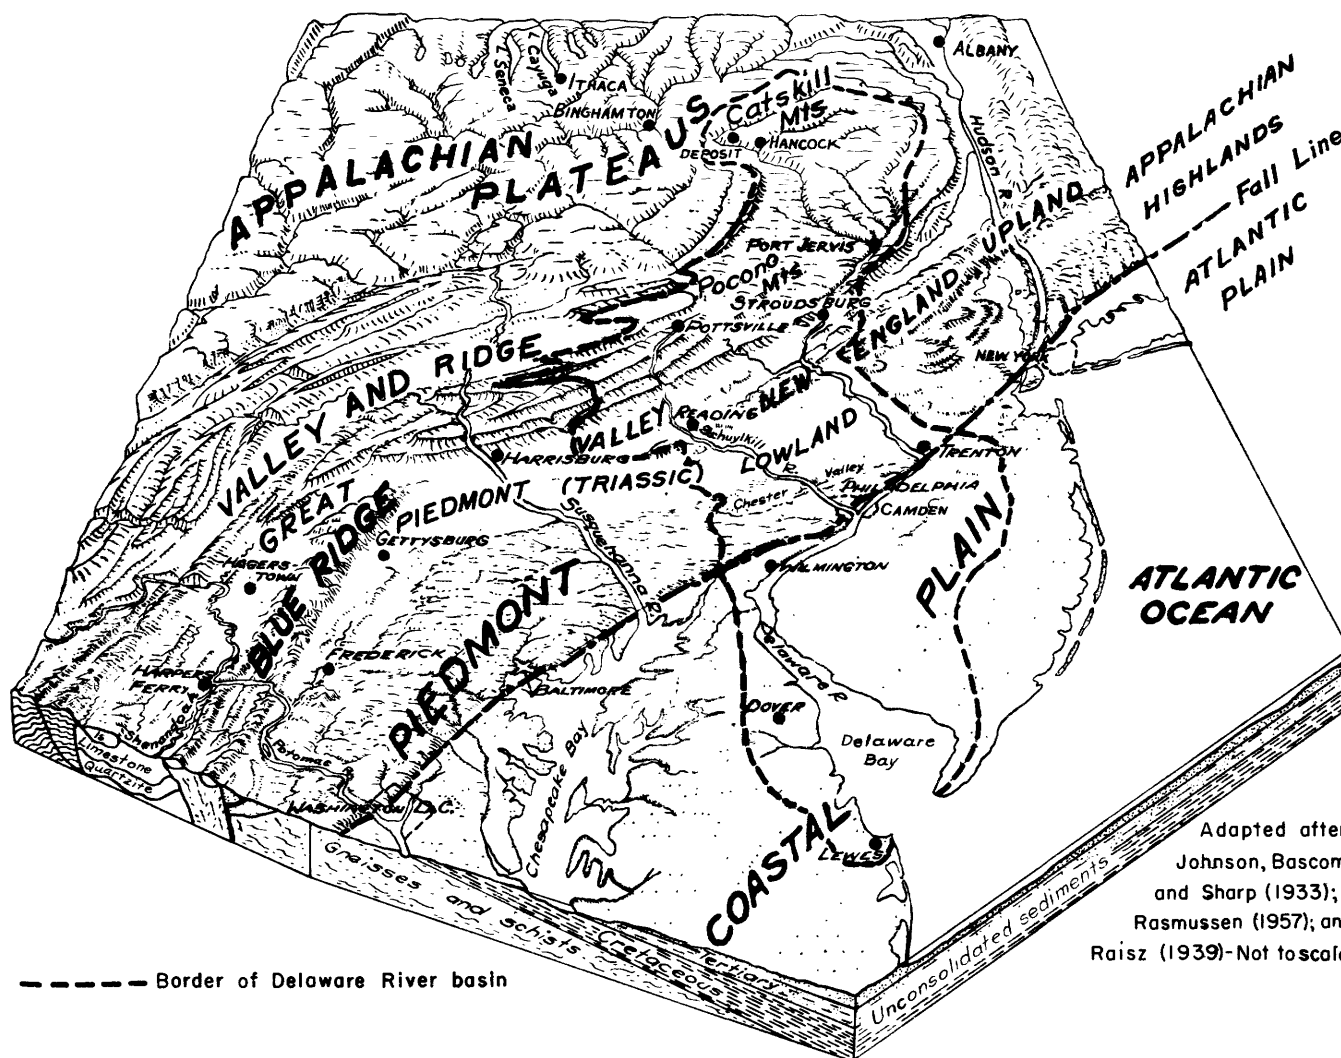 ALBANY
L. Seneca
L. Cayuga
ITHACA
BINGHAMTON
Catskill
Mts
DEPOSIT
HANCOCK
Hudson R.
APPALACHIAN
PLATEAUS
APPALACHIAN
HIGHLANDS
Fall Line
ATLANTIC
PLAIN
PORT JERVIS
Pocono
Mts
STROUDSBURG
POTTSVILLE
NEW ENGLAND UPLAND
NEW YORK
VALLEY AND RIDGE
GREAT VALLEY
READING
Schuylkill
R.
LOWLAND
TRENTON
HARRISBURG
(TRIASSIC)
PIEDMONT
Chester Valley
PHILADELPHIA
CAMDEN
GETTYSBURG
Susquehanna R.
HAGERS-
TOWN
BLUE RIDGE
WILMINGTON
PLAIN
ATLANTIC
OCEAN
PIEDMONT
FREDERICK
HARPERS
FERRY
BALTIMORE
Delaware R
DOVER
Delaware
Bay
Shenandoah
Potomac R.
Chesapeake Bay
WASHINGTON D.C.
LEWES
COASTAL
Limestone
Quartzite
Gneisses
and schists
Cretaceous
Tertiary
Unconsolidated sediments
Adapted after
Johnson, Bascom
and Sharp (1933);
Rasmussen (1957); an
Raisz (1939)-Not to scale
Border of Delaware River basin